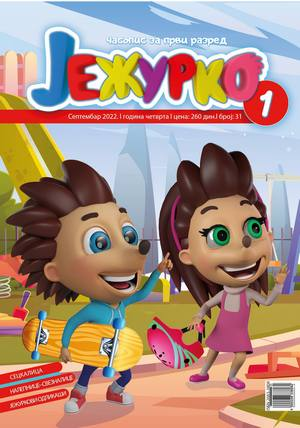 часопис за први разред
Јежурко
1
Септембар 2022. | година четврта | цена: 260 дин.| број: 31
СЕЦКАЛИЦА
НАЛЕПНИЦЕ-СВЕЗНАЛИЦЕ
ЈЕЖУРКОВИ ОДЛИКАШИ